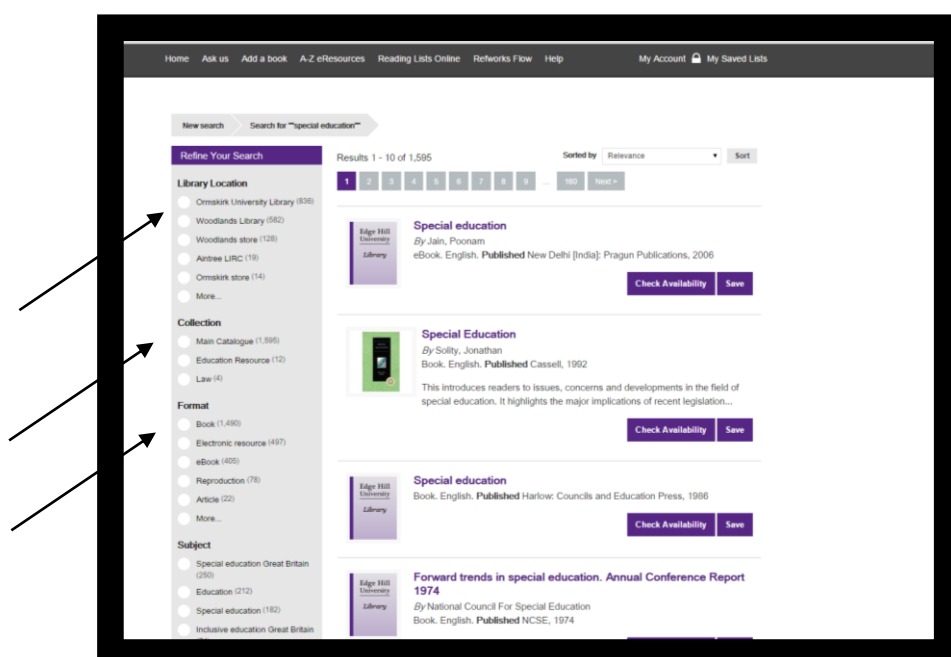 Home Ask us Add a book A-Z eResources Reading Lists Online Refworks Flow Help My Account My Saved Lists
New search Search for ""special education""
Refine Your Search
Library Location
Ormskirk University Library (836)
Woodlands Library (582)
Woodlands store (128)
Aintree LIRC (19)
Ormskirk store (14)
More...
Collection
Main Catalogue (1,595)
Education Resource (12)
Law (4)
Format
Book (1,490)
Electronic resource (497)
eBook (405)
Reproduction (78)
Article (22)
More...
Subject
Special education Great Britain
(250)
Education (212)
Special education (182)
Inclusive education Great Britain
Results 1 - 10 of 1,595
Sorted by Relevance Sort
1 2 3 4 5 6 7 8 9 ... 160 Next »
Edge Hill
University
Library
Special education
By Jain, Poonam
eBook. English. Published New Delhi [India]: Pragun Publications, 2006
Check Availability Save
Special Education
By Solity, Jonathan
Book. English. Published Cassell, 1992
This introduces readers to issues, concerns and developments in the field of
special education. It highlights the major implications of recent legislation...
Check Availability Save
Edge Hill
University
Library
Special education
Book. English. Published Harlow: Councils and Education Press, 1986
Check Availability Save
Edge Hill
University
Library
Forward trends in special education. Annual Conference Report
1974
By National Council For Special Education
Book. English. Published NCSE, 1974